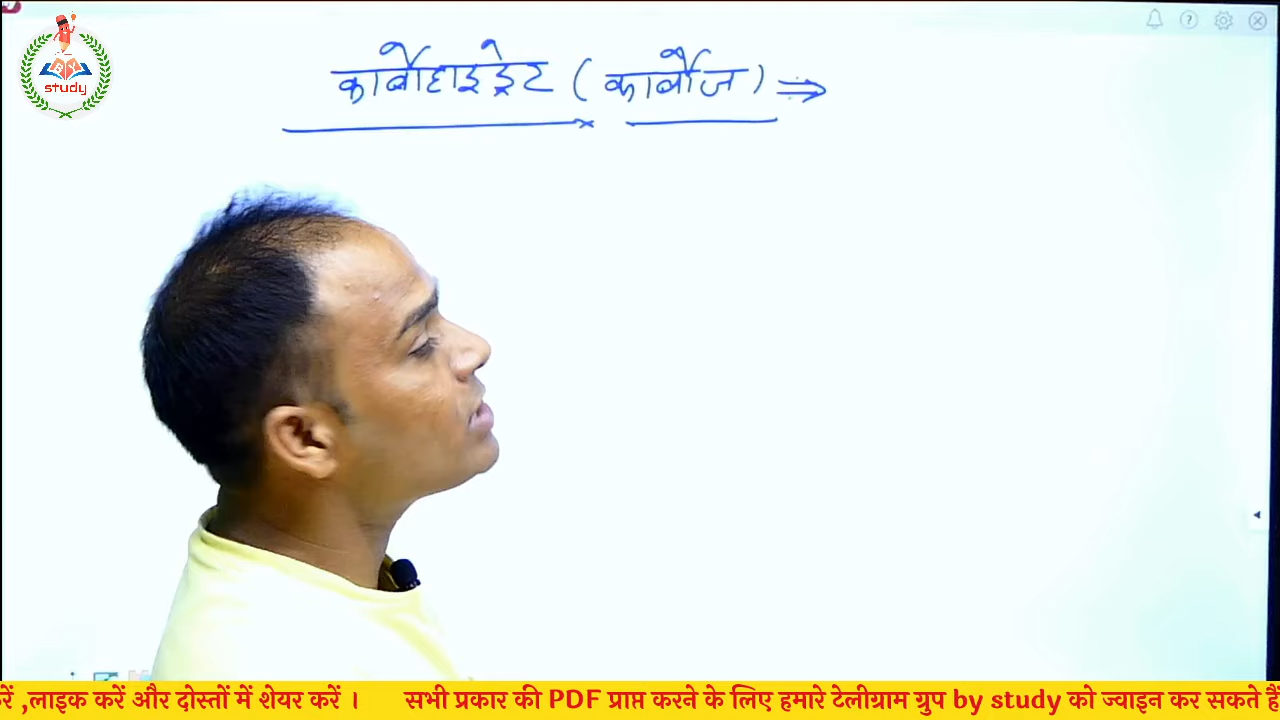 कार्बोहाइड्रेट (कार्बोज) ⇒
study
रें ,लाइक करें और दोस्तों में शेयर करें । सभी प्रकार की PDF प्राप्त करने के लिए हमारे टेलीग्राम ग्रुप by study को ज्वाइन कर सकते हैं